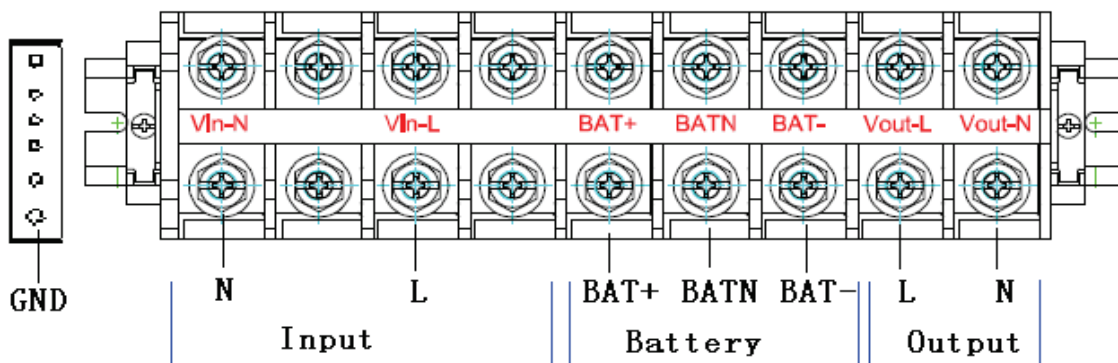 VIn-N VIn-L BAT+ BATN BAT- Vout-L Vout-N
N L BAT+ BATN BAT- L N
GND
Input Battery Output